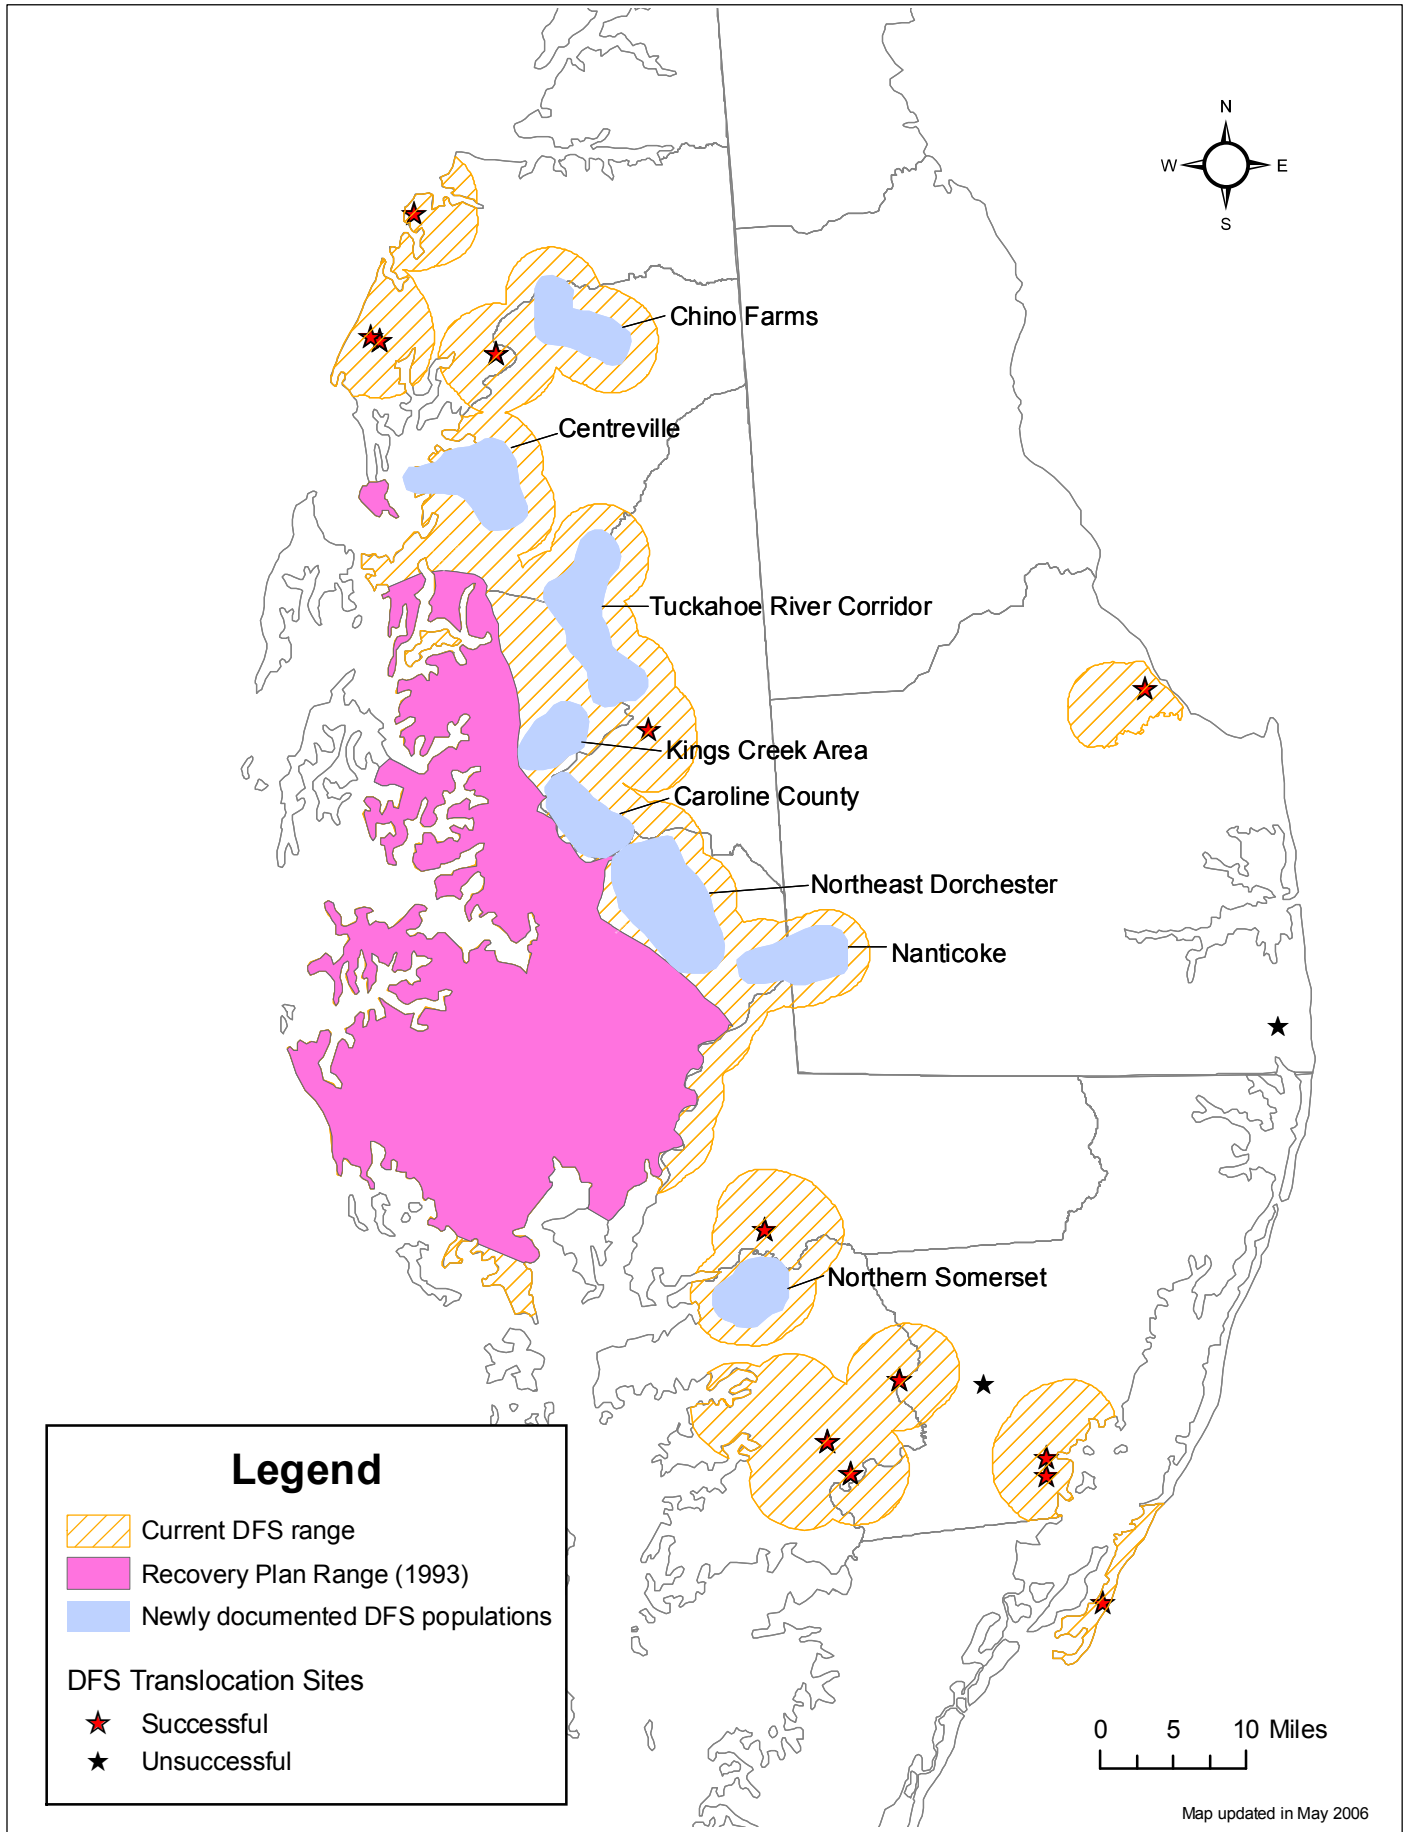 N
W E
S
Chino Farms
Centreville
Tuckahoe River Corridor
Kings Creek Area
Caroline County
Northeast Dorchester
Nanticoke
Northern Somerset
Legend
Current DFS range
Recovery Plan Range (1993)
Newly documented DFS populations
DFS Translocation Sites
Successful
Unsuccessful
0 5 10 Miles
Map updated in May 2006